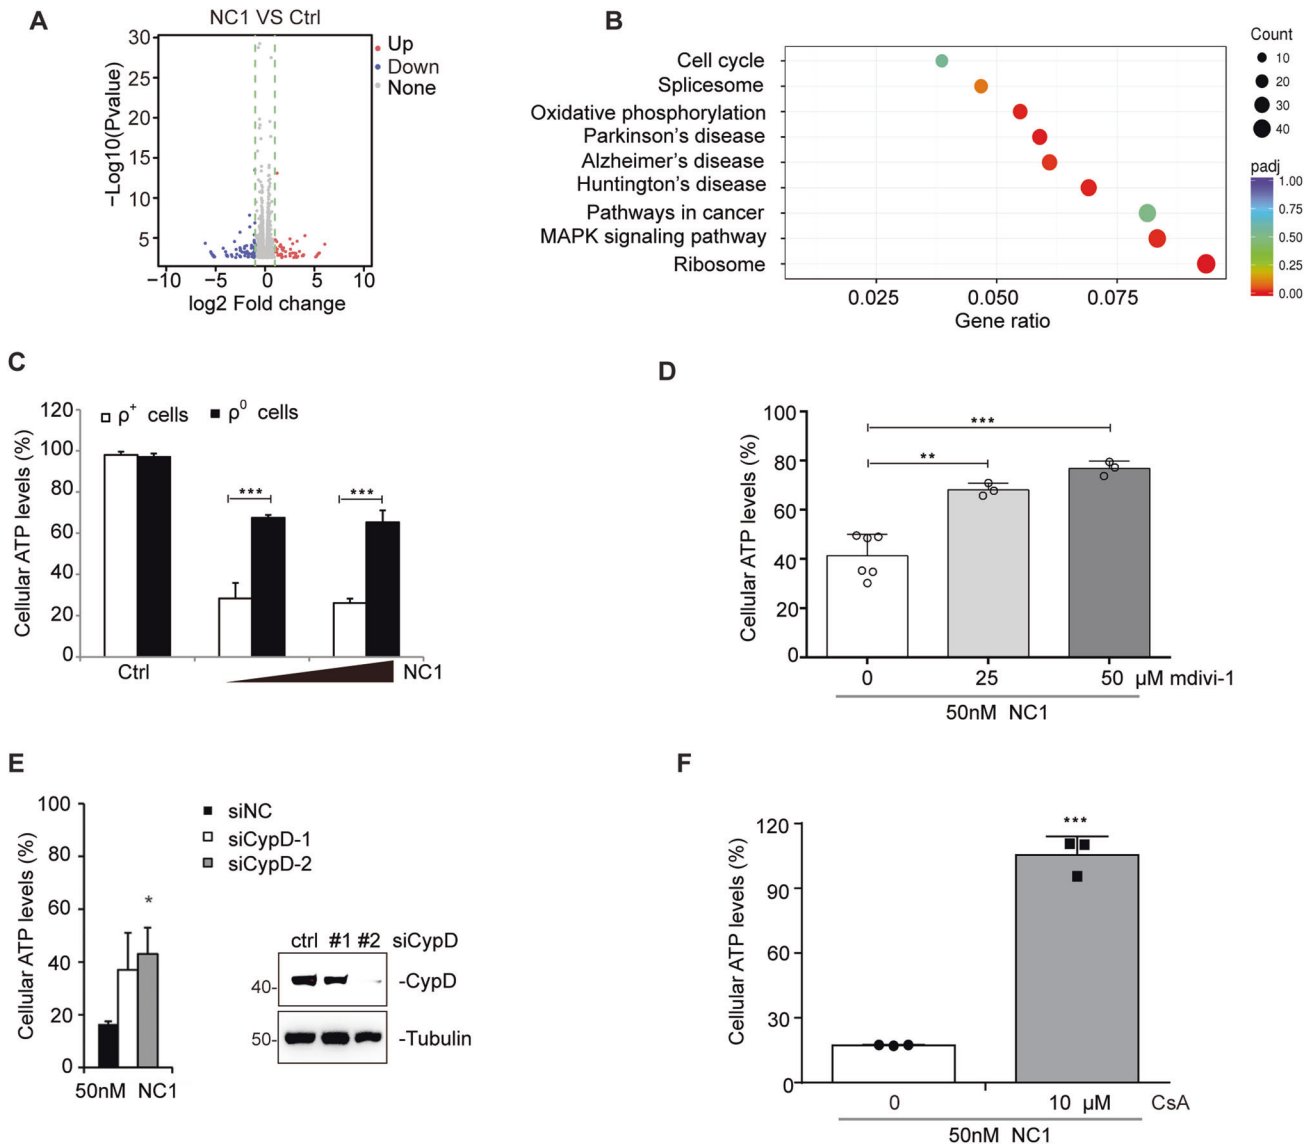 A
NC1 VS Ctrl
30
25
20
15
10
5
−Log10(Pvalue)
Up
Down
None
−10
−5
0
5
10
log2 Fold change
B
Cell cycle
Splicesome
Oxidative phosphorylation
Parkinson's disease
Alzheimer's disease
Huntington's disease
Pathways in cancer
MAPK signaling pathway
Ribosome
0.025
0.050
0.075
Gene ratio
Count
10
20
30
40
padj
1.00
0.75
0.50
0.25
0.00
C
ρ+ cells
ρ0 cells
120
100
80
60
40
20
0
Cellular ATP levels (%)
***
***
Ctrl
NC1
D
100
80
60
40
20
0
Cellular ATP levels (%)
***
**
0
25
50
µM mdivi-1
50nM NC1
E
100
80
60
40
20
0
Cellular ATP levels (%)
*
siNC
siCypD-1
siCypD-2
50nM NC1
ctrl #1 #2 siCypD
40-
-CypD
50-
-Tubulin
F
120
90
60
30
0
Cellular ATP levels (%)
***
0
10 µM
CsA
50nM NC1